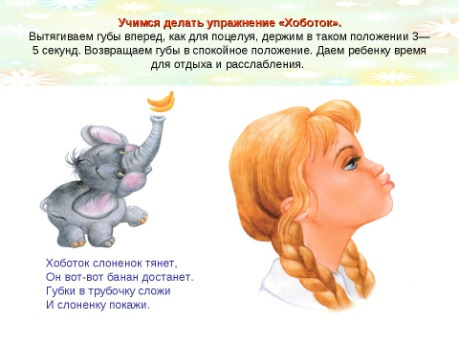 Учимся делать упражнение «Хоботок».
Вытягиваем губы вперед, как для поцелуя, держим в таком положении 3—
5 секунд. Возвращаем губы в спокойное положение. Даем ребенку время
для отдыха и расслабления.
Хоботок слоненок тянет,
Он вот-вот банан достанет.
Губки в трубочку сложи
И слоненку покажи.